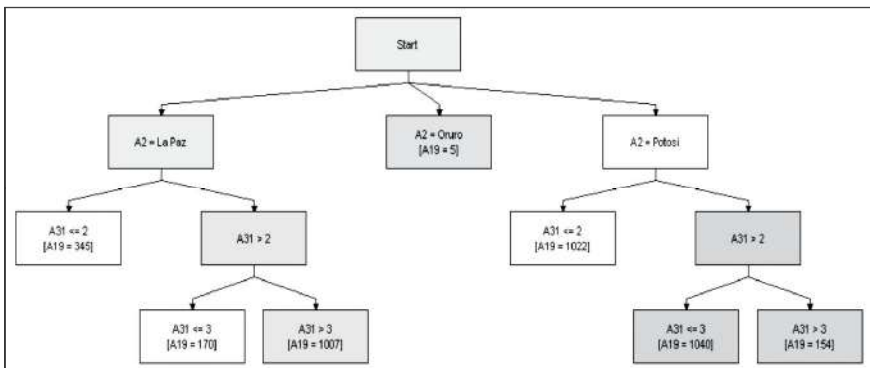 Start
A2 = La Paz
A2 = Oruro
[A19 = 5]
A2 = Potosi
A31 <= 2
[A19 = 345]
A31 > 2
A31 <= 2
[A19 = 1022]
A31 > 2
A31 <= 3
[A19 = 170]
A31 > 3
[A19 = 1007]
A31 <= 3
[A19 = 1040]
A31 > 3
[A19 = 154]